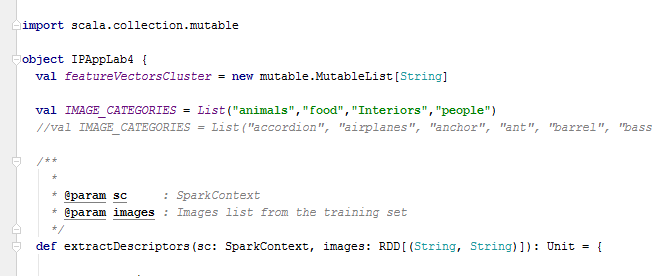 import scala.collection.mutable
object IPAppLab4 {
val featureVectorsCluster = new mutable.MutableList[String]
val IMAGE_CATEGORIES = List("animals","food","Interiors","people")
//val IMAGE_CATEGORIES = List("accordion", "airplanes", "anchor", "ant", "barrel", "bass
/**
*
* @param sc : SparkContext
* @param images : Images list from the training set
*/
def extractDescriptors(sc: SparkContext, images: RDD[(String, String)]): Unit = {